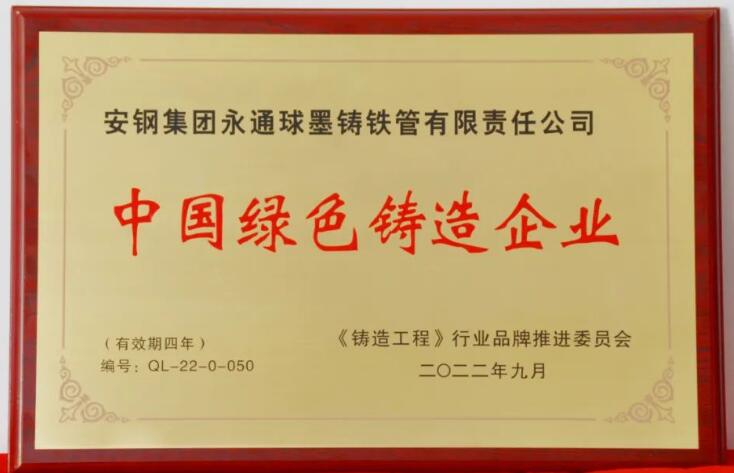 安钢集团永通球墨铸铁管有限责任公司
中国绿色铸造企业
(有效期四年)
编号：QL-22-0-050
《铸造工程》行业品牌推进委员会
二〇二二年九月